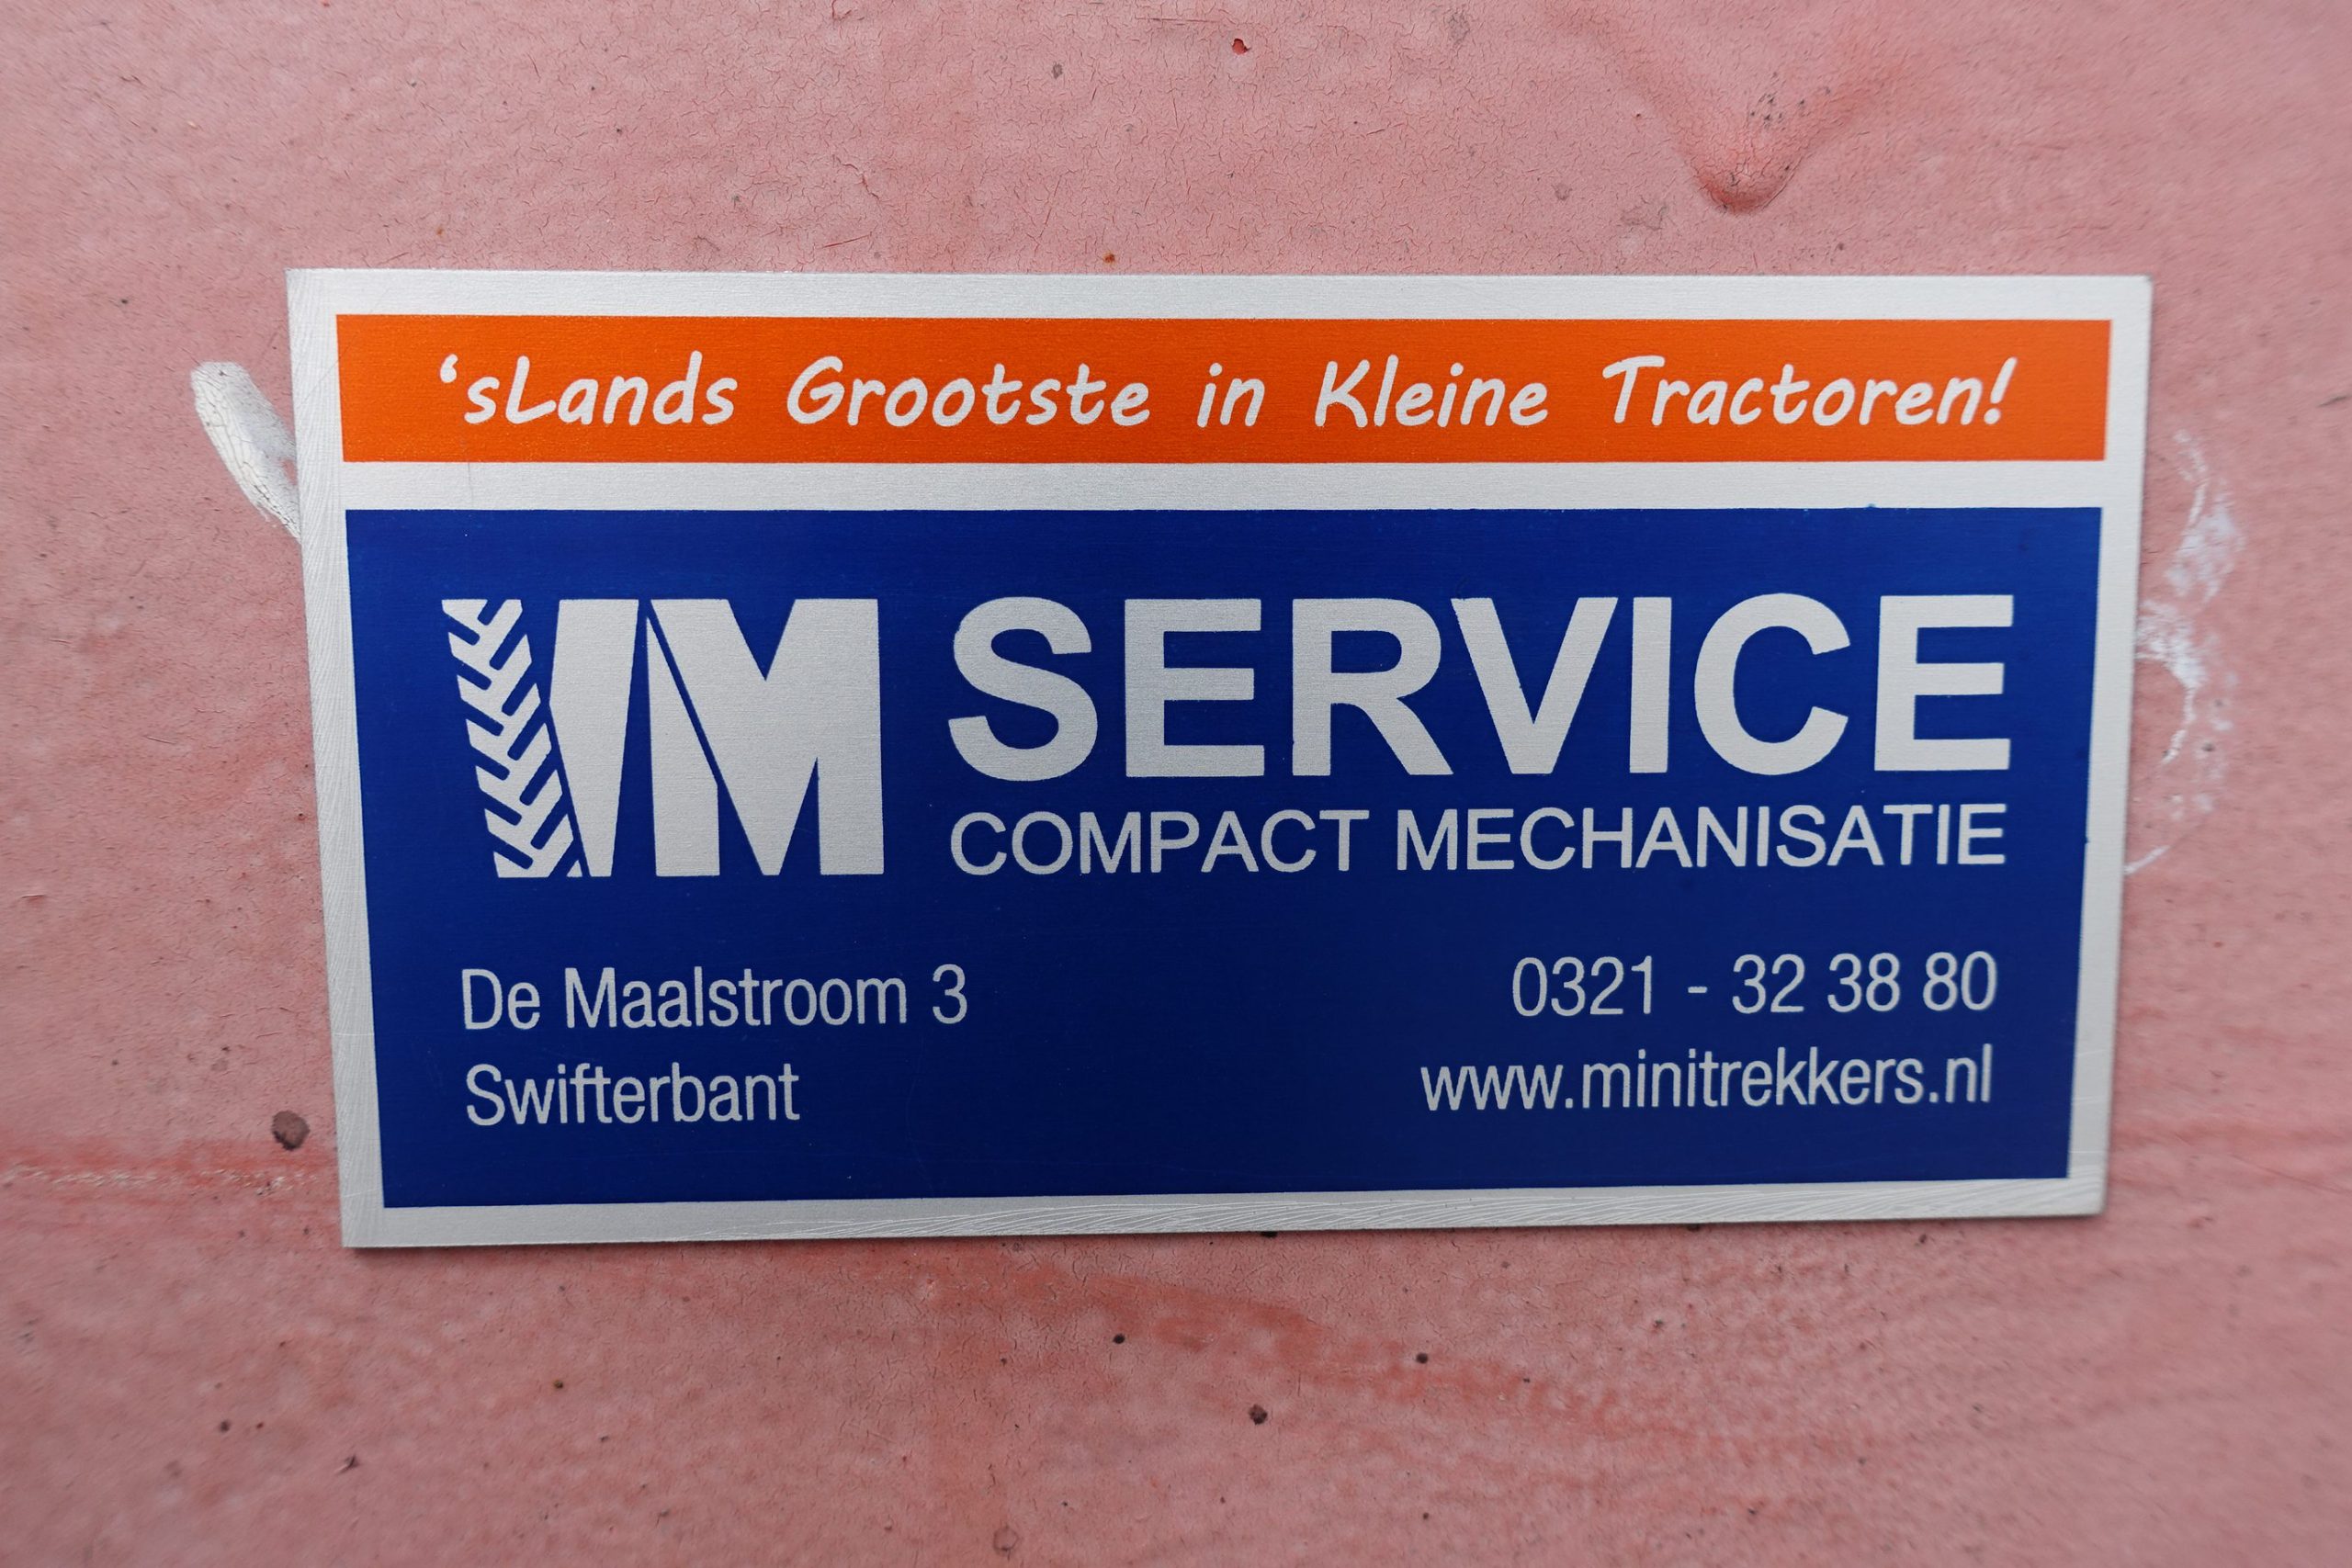 ‘sLands Grootste in Kleine Tractoren!
VM SERVICE
COMPACT MECHANISATIE
De Maalstroom 3
Swifterbant
0321 - 32 38 80
www.minitrekkers.nl